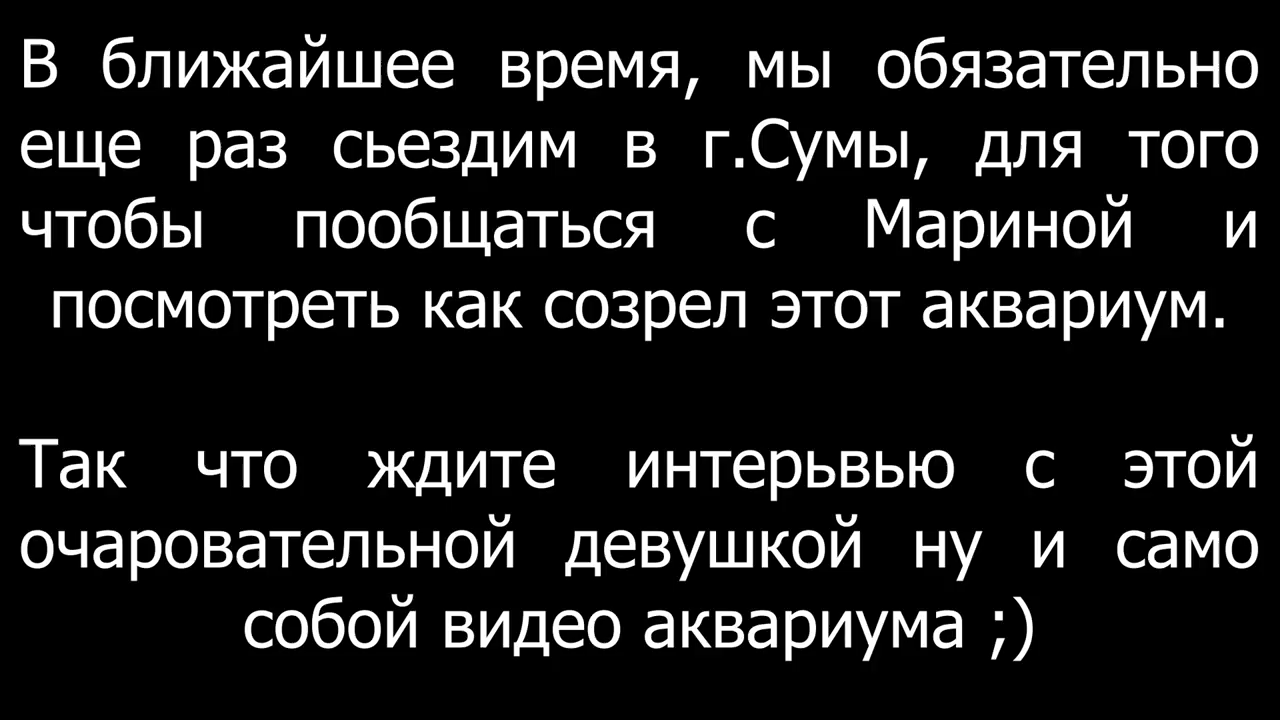 В ближайшее время, мы обязательно
еще раз сьездим в г.Сумы, для того
чтобы пообщаться с Мариной и
посмотреть как созрел этот аквариум.
Так что ждите интерьвью с этой
очаровательной девушкой ну и само
собой видео аквариума ;)